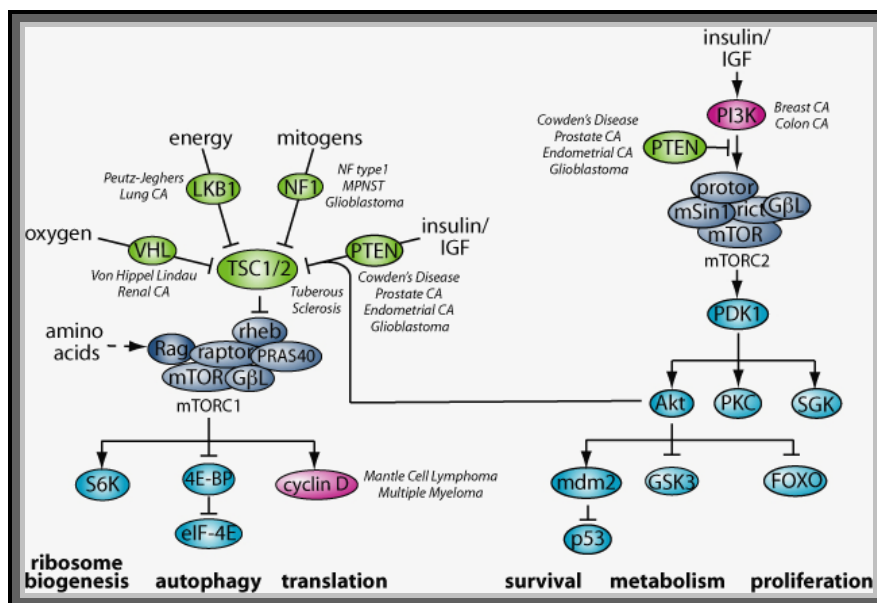 insulin/
IGF
PI3K
Breast CA
Colon CA
Cowden's Disease
Prostate CA
Endometrial CA
Glioblastoma
PTEN
protor
mSin1
rict
GβL
mTOR
mTORC2
PDK1
Akt
PKC
SGK
mdm2
GSK3
FOXO
p53
energy
mitogens
Peutz-Jeghers
Lung CA
LKB1
NF1
NF type1
MPNST
Glioblastoma
oxygen
VHL
Von Hippel Lindau
Renal CA
TSC1/2
Tuberous
Sclerosis
PTEN
insulin/
IGF
Cowden's Disease
Prostate CA
Endometrial CA
Glioblastoma
amino
acids
Rag
raptor
rheb
PRAS40
mTOR
GβL
mTORC1
S6K
4E-BP
cyclin D
Mantle Cell Lymphoma
Multiple Myeloma
eIF-4E
ribosome
biogenesis
autophagy
translation
survival
metabolism
proliferation